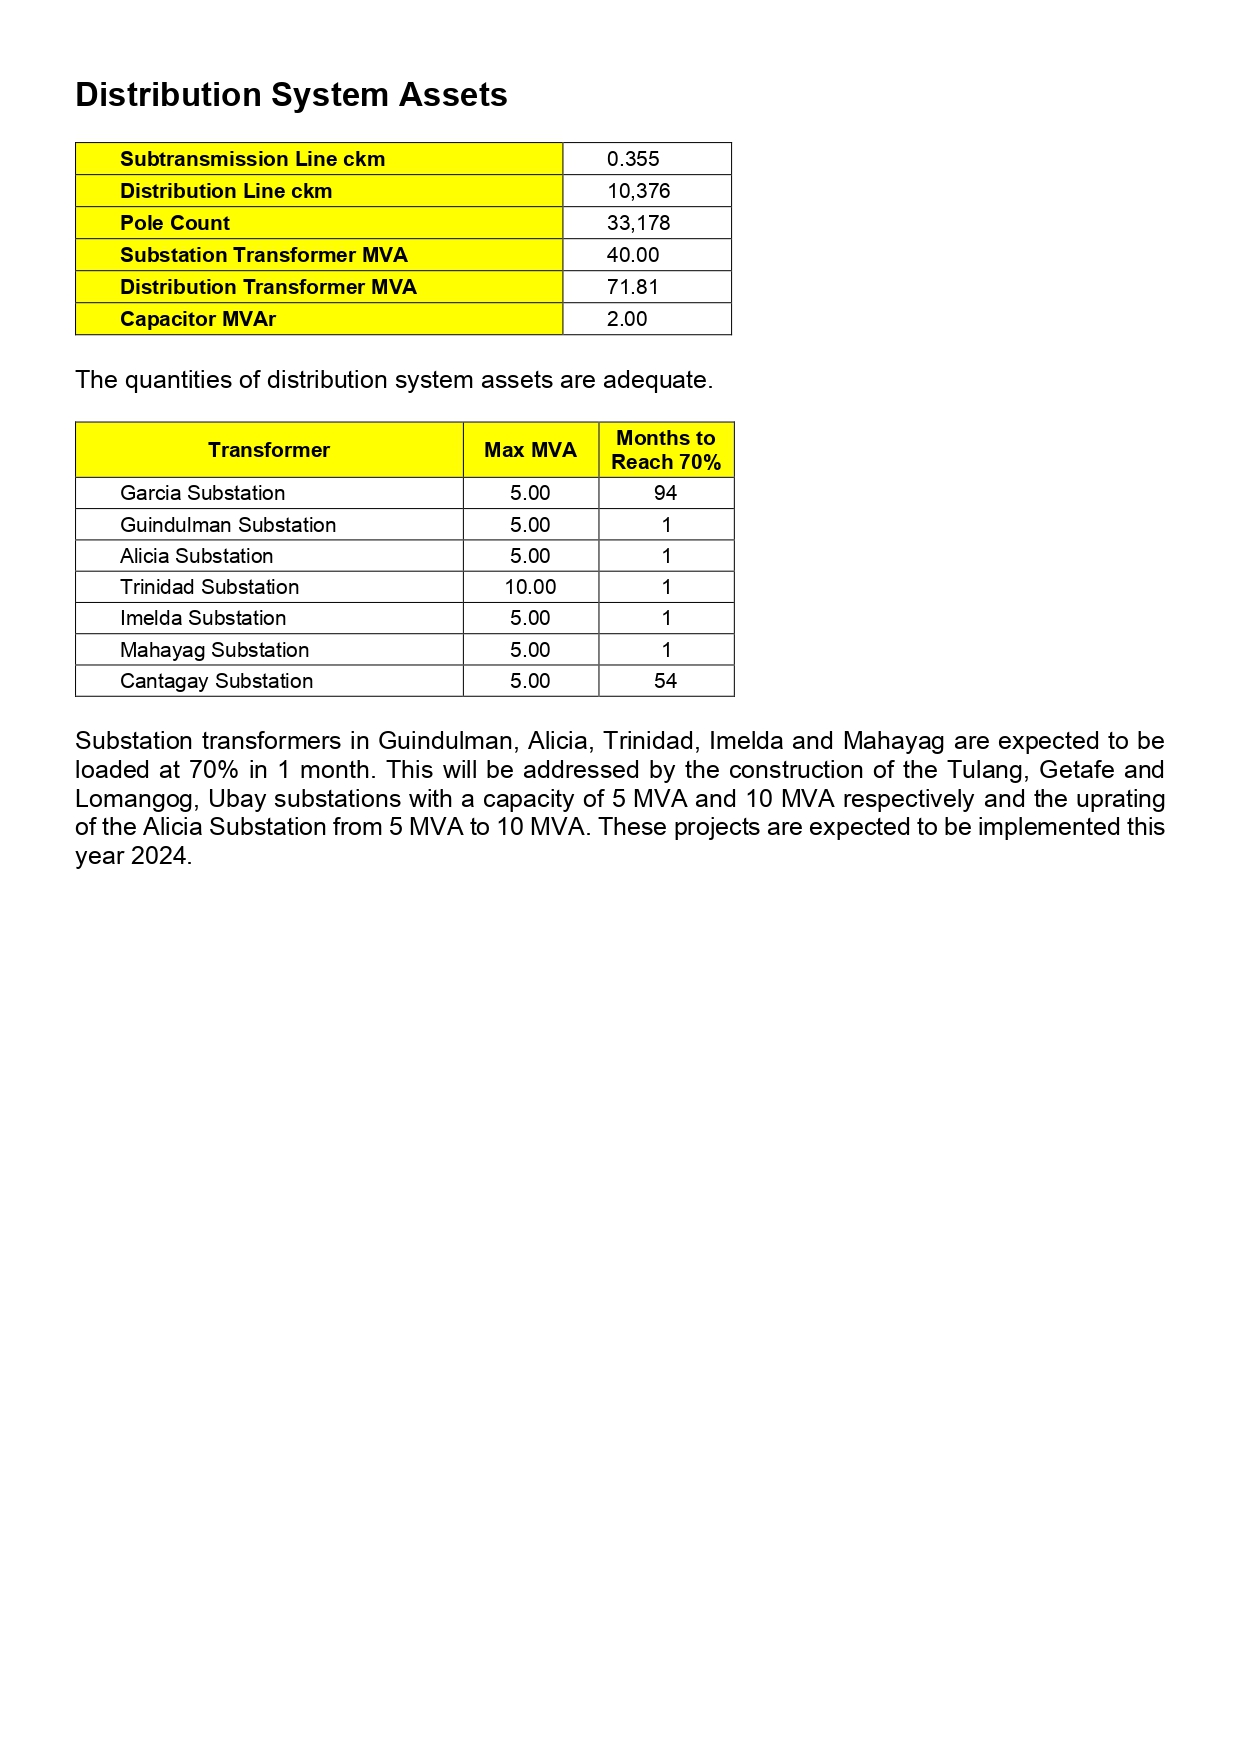 Distribution System Assets
Subtransmission Line ckm 0.355
Distribution Line ckm 10,376
Pole Count 33,178
Substation Transformer MVA 40.00
Distribution Transformer MVA 71.81
Capacitor MVAr 2.00
The quantities of distribution system assets are adequate.
Transformer Max MVA Months to Reach 70%
Garcia Substation 5.00 94
Guindulman Substation 5.00 1
Alicia Substation 5.00 1
Trinidad Substation 10.00 1
Imelda Substation 5.00 1
Mahayag Substation 5.00 1
Cantagay Substation 5.00 54
Substation transformers in Guindulman, Alicia, Trinidad, Imelda and Mahayag are expected to be
loaded at 70% in 1 month. This will be addressed by the construction of the Tulang, Getafe and
Lomangog, Ubay substations with a capacity of 5 MVA and 10 MVA respectively and the uprating
of the Alicia Substation from 5 MVA to 10 MVA. These projects are expected to be implemented this
year 2024.